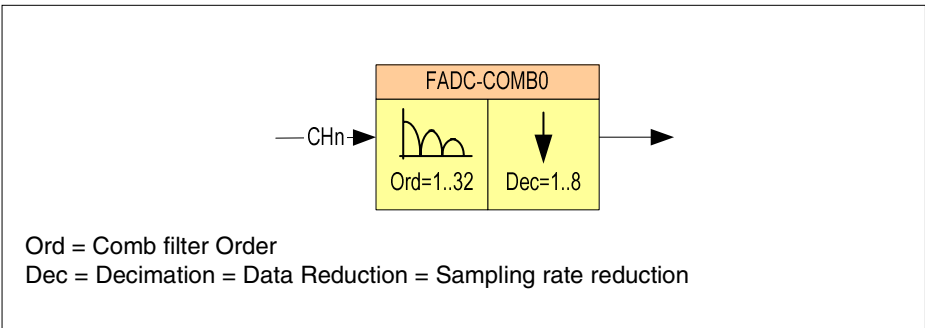 FADC-COMB0
CHn
Ord=1..32
Dec=1..8
Ord = Comb filter Order
Dec = Decimation = Data Reduction = Sampling rate reduction